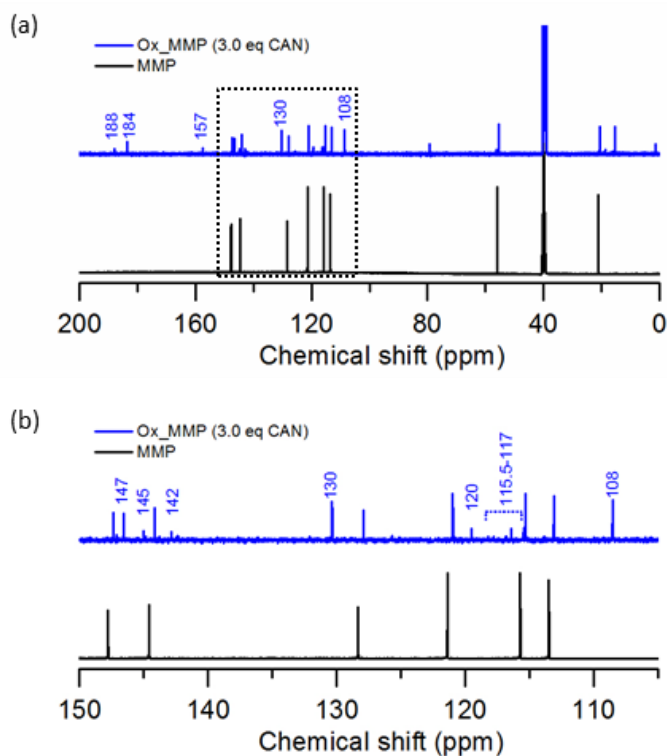 (a)
Ox_MMP (3.0 eq CAN)
MMP
188
184
157
130
108
200 160 120 80 40 0
Chemical shift (ppm)
(b)
Ox_MMP (3.0 eq CAN)
MMP
147
145
142
130
120
115.5-117
108
150 140 130 120 110
Chemical shift (ppm)